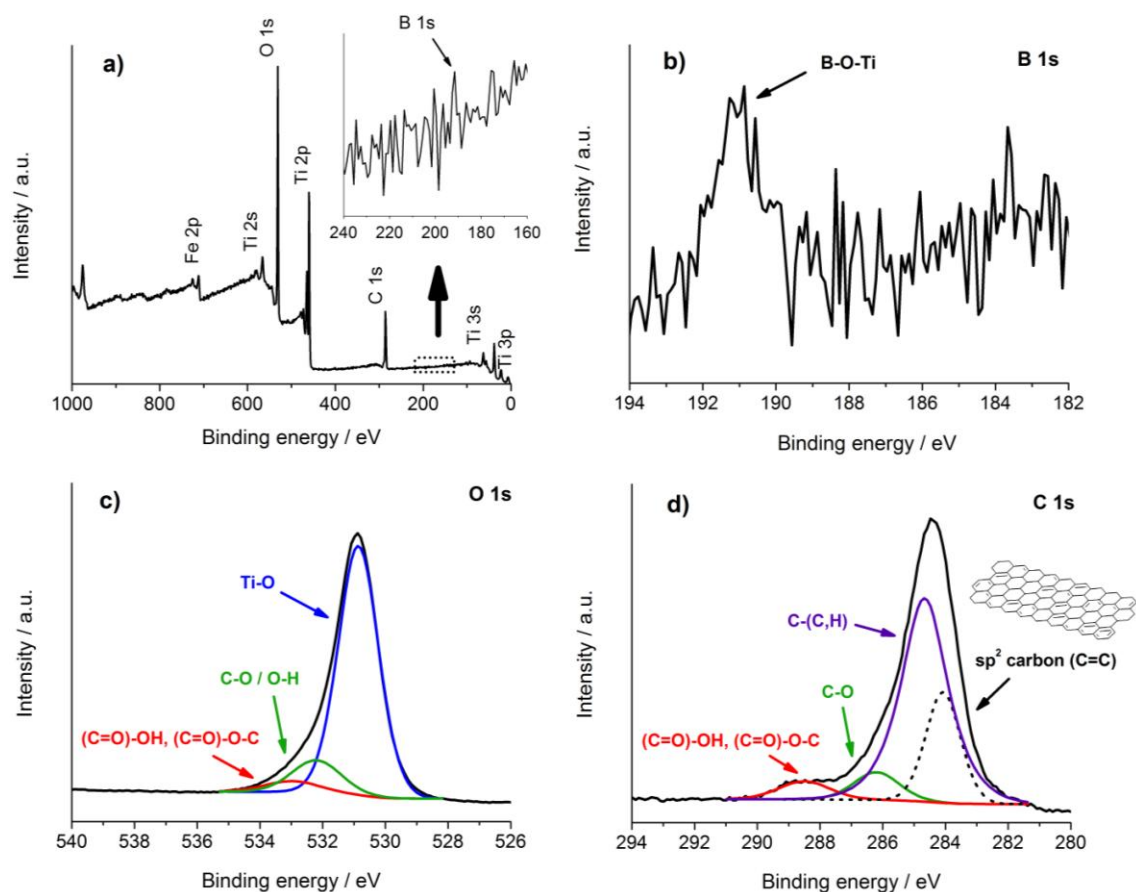 a)
O 1s
Ti 2p
Fe 2p
Ti 2s
C 1s
Ti 3s
Ti 3p
B 1s
240 220 200 180 160
Intensity / a.u.
1000 800 600 400 200 0
Binding energy / eV
b)
B-O-Ti
B 1s
Intensity / a.u.
194 192 190 188 186 184 182
Binding energy / eV
c)
O 1s
Ti-O
C-O / O-H
(C=O)-OH, (C=O)-O-C
Intensity / a.u.
540 538 536 534 532 530 528 526
Binding energy / eV
d)
C 1s
C-(C,H)
sp² carbon (C=C)
C-O
(C=O)-OH, (C=O)-O-C
Intensity / a.u.
294 292 290 288 286 284 282 280
Binding energy / eV